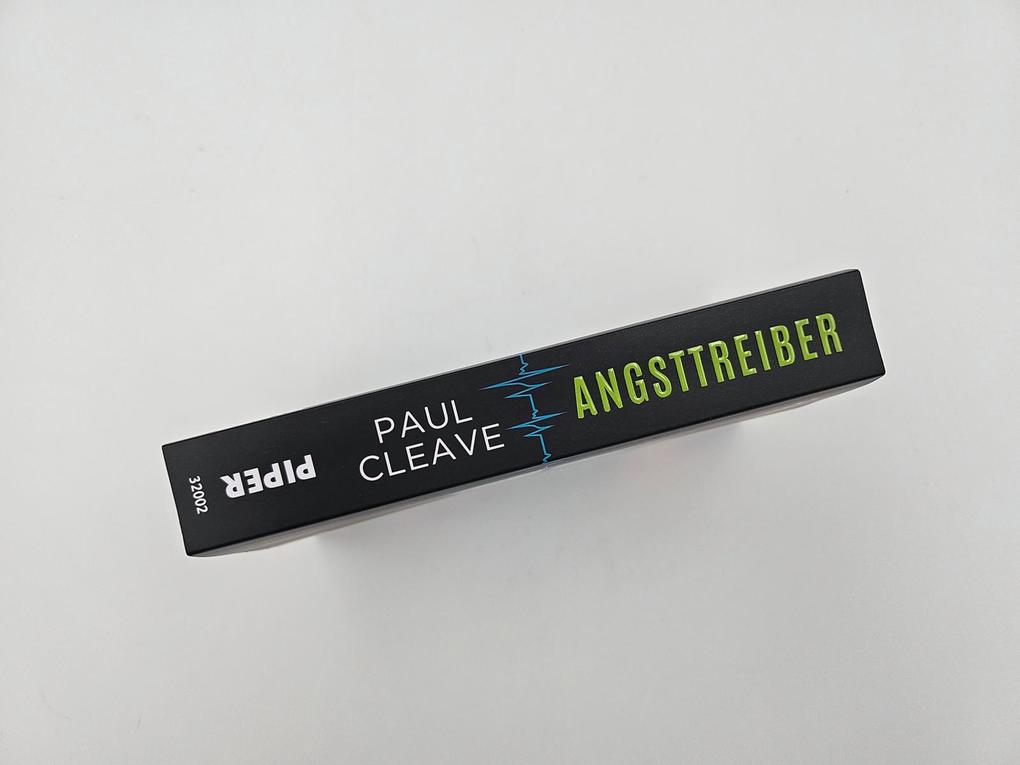 PAUL
CLEAVE
ANGSTTREIBER
PIPER
32002